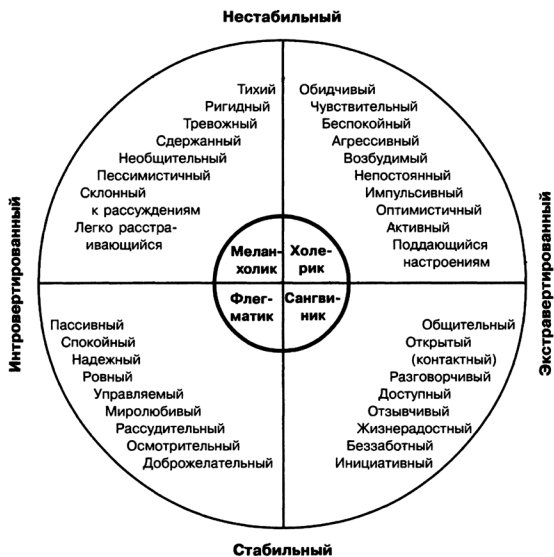 Нестабильный
Тихий
Ригидный
Тревожный
Сдержанный
Необщительный
Пессимистичный
Склонный
к рассуждениям
Легко расстра-
ивающийся
Обидчивый
Чувствительный
Беспокойный
Агрессивный
Возбудимый
Непостоянный
Импульсивный
Оптимистичный
Активный
Поддающийся
настроениям
Интровертированный
Мелан-
холик
Холе-
рик
Флег-
матик
Сангви-
ник
Экстравертированный
Пассивный
Спокойный
Надежный
Ровный
Управляемый
Миролюбивый
Рассудительный
Осмотрительный
Доброжелательный
Общительный
Открытый
(контактный)
Разговорчивый
Доступный
Отзывчивый
Жизнерадостный
Беззаботный
Инициативный
Стабильный